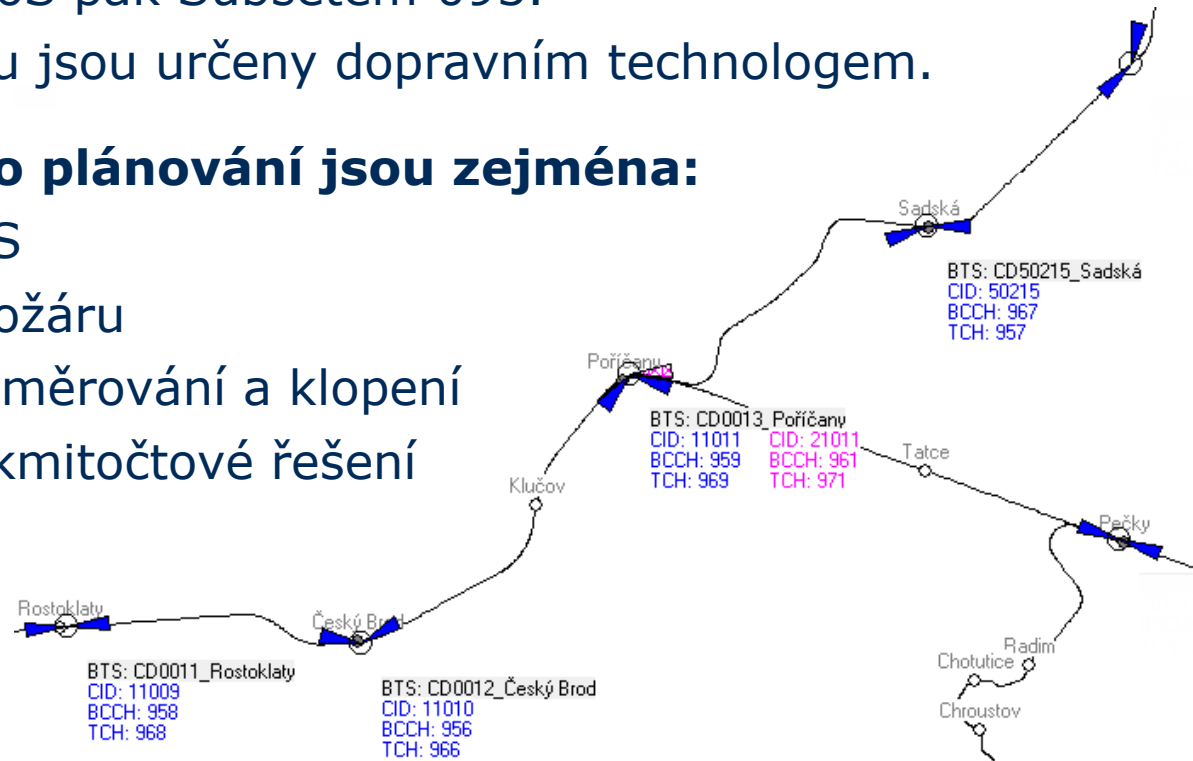 pak Subsetem 093.
u jsou určeny dopravním technologem.
o plánování jsou zejména:
S
ožáru
měrování a klopení
kmitočtové řešení
Sadská
BTS: CD50215_Sadská
CID: 50215
BCCH: 967
TCH: 957
Poříčany
BTS: CD0013_Poříčany
CID: 11011 CID: 21011
BCCH: 959 BCCH: 961
TCH: 969 TCH: 971
Tatce
Klučov
Pečky
Rostoklaty
Český Brod
BTS: CD0011_Rostoklaty
CID: 11009
BCCH: 958
TCH: 968
BTS: CD0012_Český Brod
CID: 11010
BCCH: 956
TCH: 966
Radim
Chotutice
Chroustov